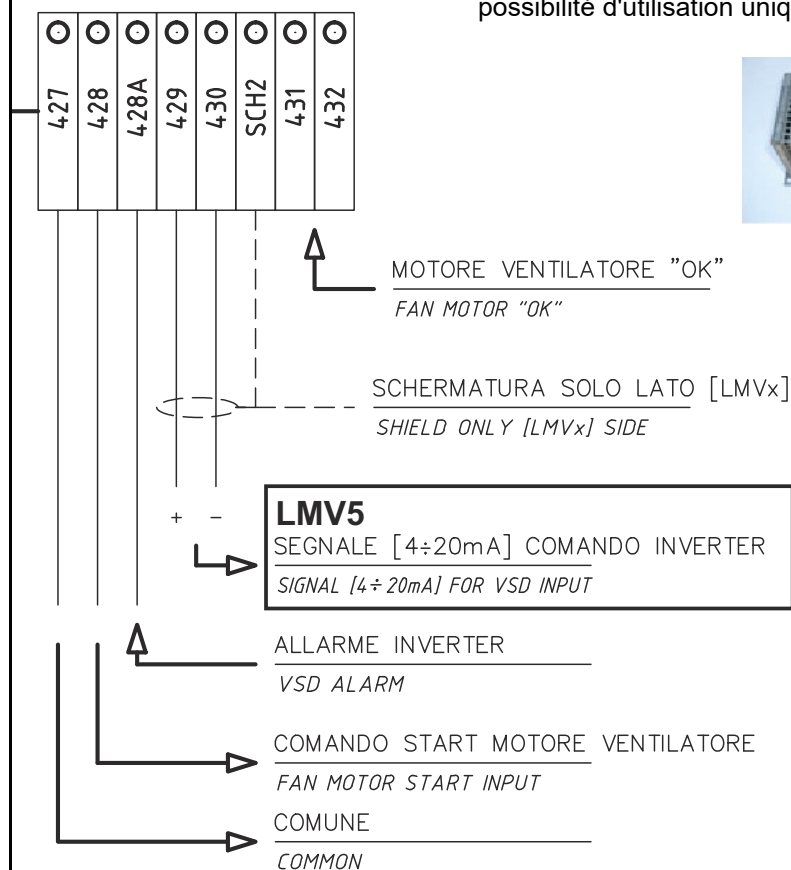 possibilité d'utilisation
427
428
428A
429
430
SCH2
431
432
MOTORE VENTILATORE "OK"
FAN MOTOR "OK"
SCHERMATURA SOLO LATO [LMVx]
SHIELD ONLY [LMVx] SIDE
+ −
LMV5
SEGNALE [4÷20mA] COMANDO INVERTER
SIGNAL [4÷20mA] FOR VSD INPUT
ALLARME INVERTER
VSD ALARM
COMANDO START MOTORE VENTILATORE
FAN MOTOR START INPUT
COMUNE
COMMON